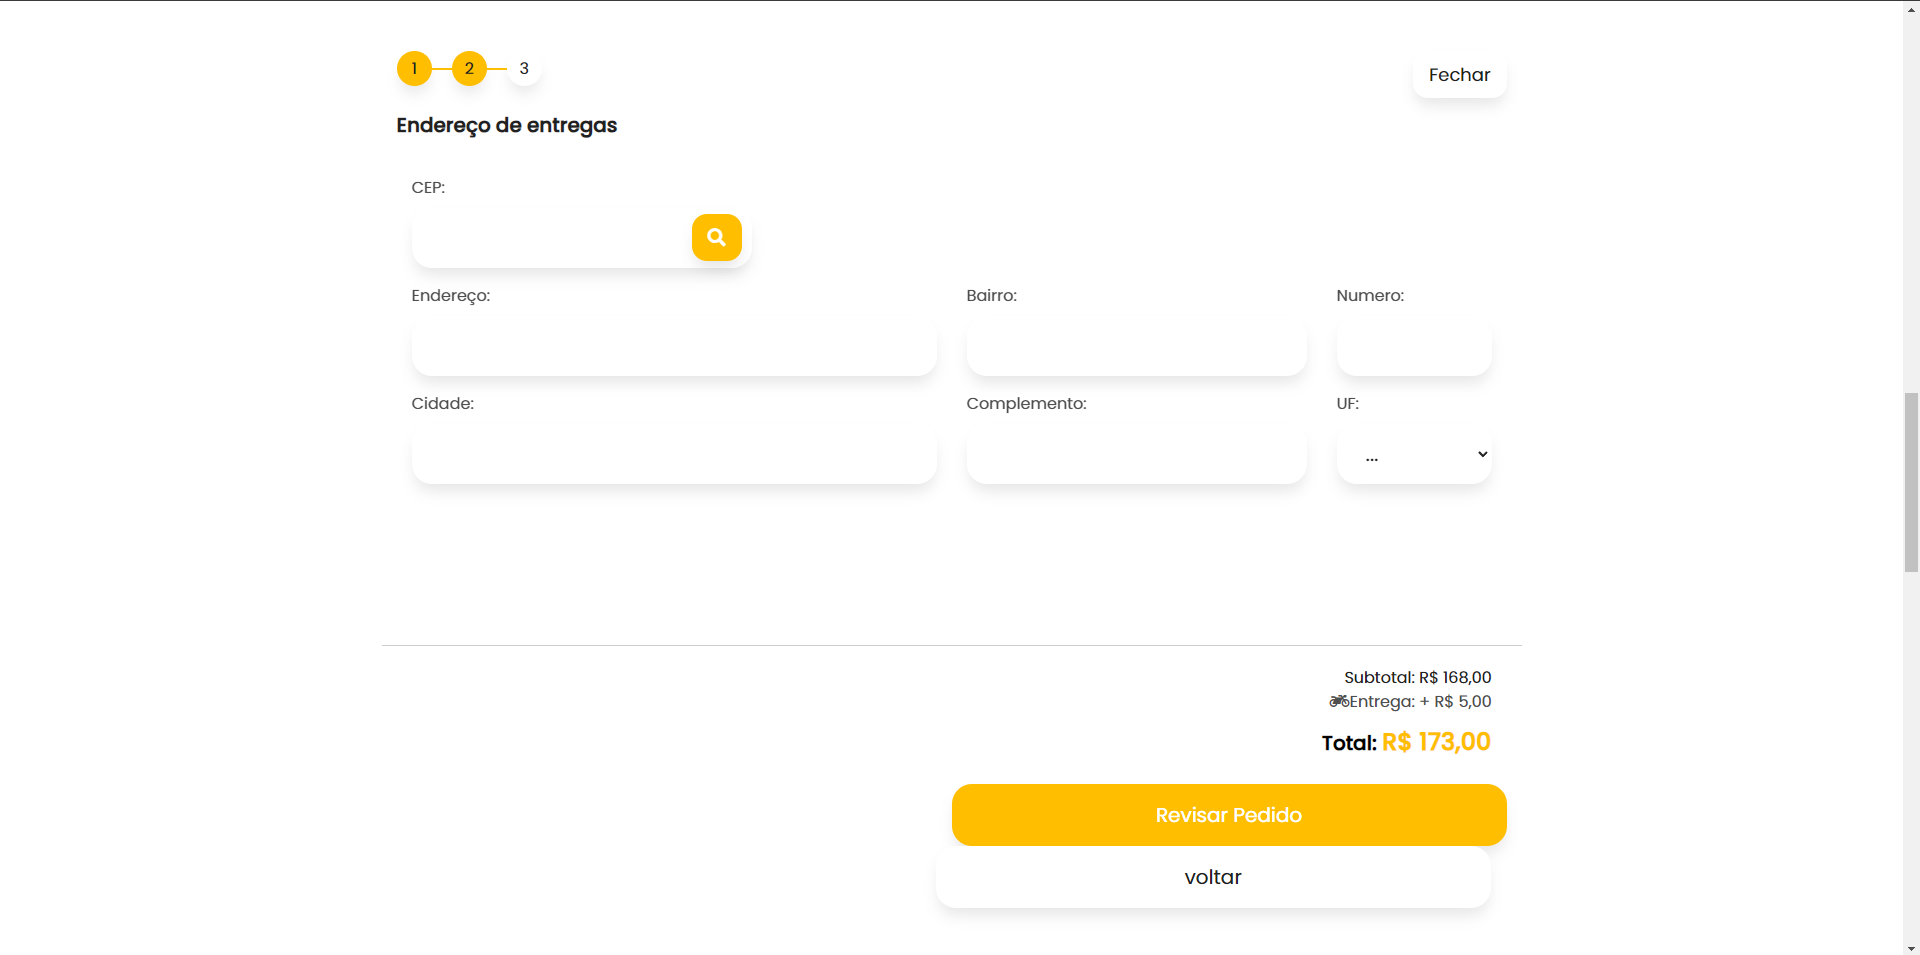 1 2 3
Fechar
Endereço de entregas
CEP:
Endereço:
Bairro:
Numero:
Cidade:
Complemento:
UF:
...
Subtotal: R$ 168,00
Entrega: + R$ 5,00
Total: R$ 173,00
Revisar Pedido
voltar